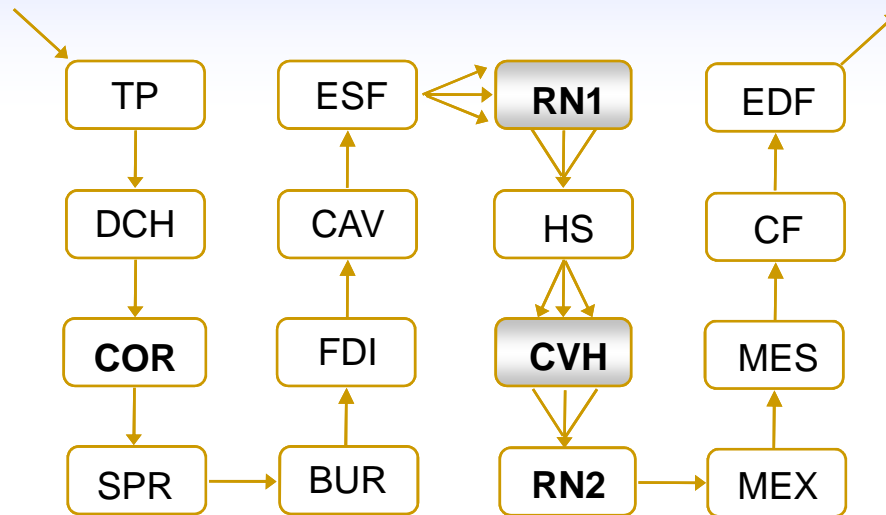 TP
DCH
COR
SPR
BUR
FDI
CAV
ESF
RN1
HS
CVH
RN2
MEX
MES
CF
EDF